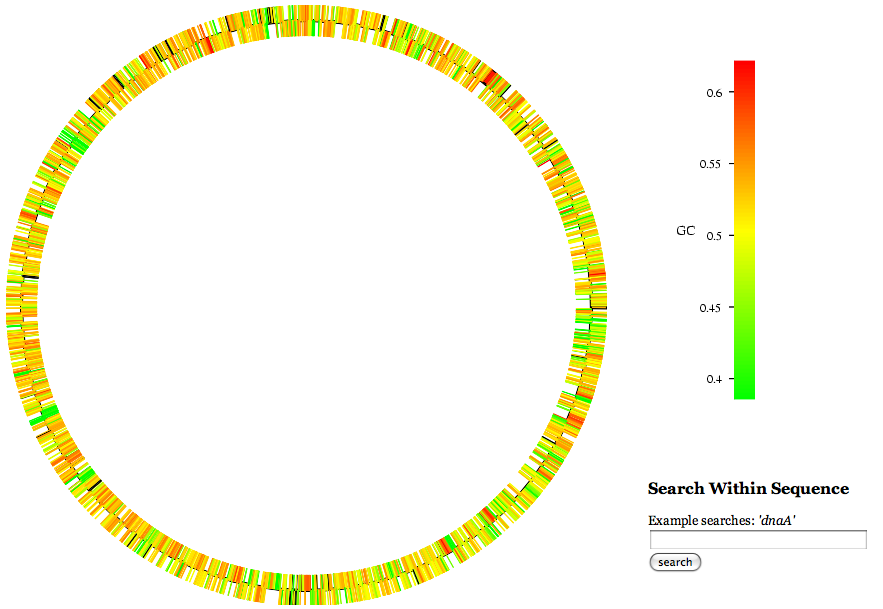 0.6
0.55
GC
0.5
0.45
0.4
Search Within Sequence
Example searches: 'dnaA'
search